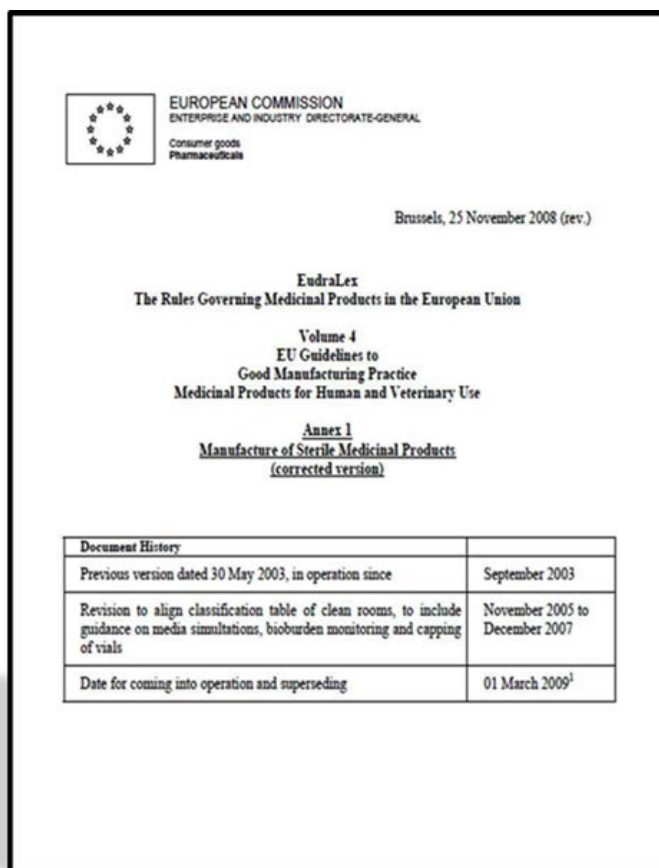 EUROPEAN COMMISSION
ENTERPRISE AND INDUSTRY DIRECTORATE-GENERAL
Consumer goods
Pharmaceuticals
Brussels, 25 November 2008 (rev.)
EudraLex
The Rules Governing Medicinal Products in the European Union
Volume 4
EU Guidelines to
Good Manufacturing Practice
Medicinal Products for Human and Veterinary Use
Annex 1
Manufacture of Sterile Medicinal Products
(corrected version)
Document History
Previous version dated 30 May 2003, in operation since
September 2003
Revision to align classification table of clean rooms, to include
guidance on media simultations, bioburden monitoring and capping
of vials
November 2005 to
December 2007
Date for coming into operation and superseding
01 March 2009¹